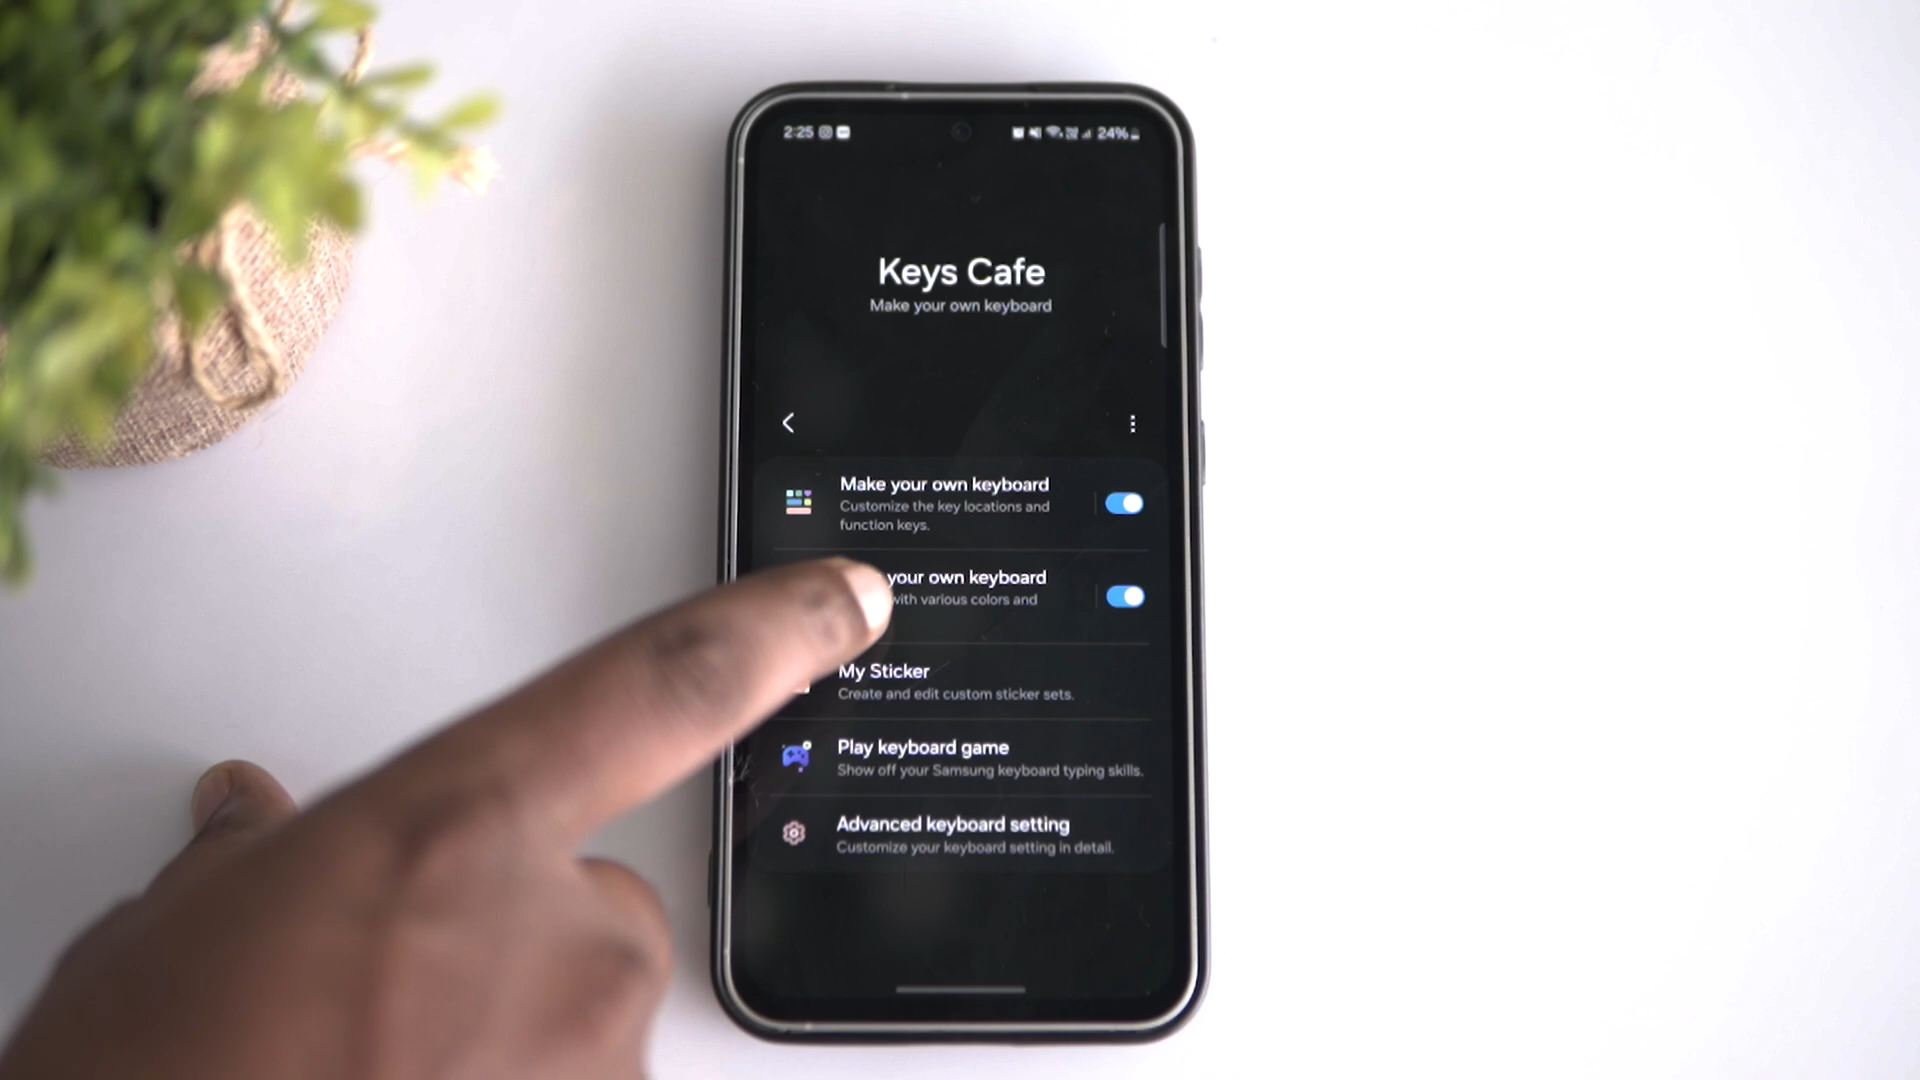 2:25
24%
Keys Cafe
Make your own keyboard
Make your own keyboard
Customize the key locations and
function keys.
your own keyboard
with various colors and
My Sticker
Create and edit custom sticker sets.
Play keyboard game
Show off your Samsung keyboard typing skills.
Advanced keyboard setting
Customize your keyboard setting in detail.